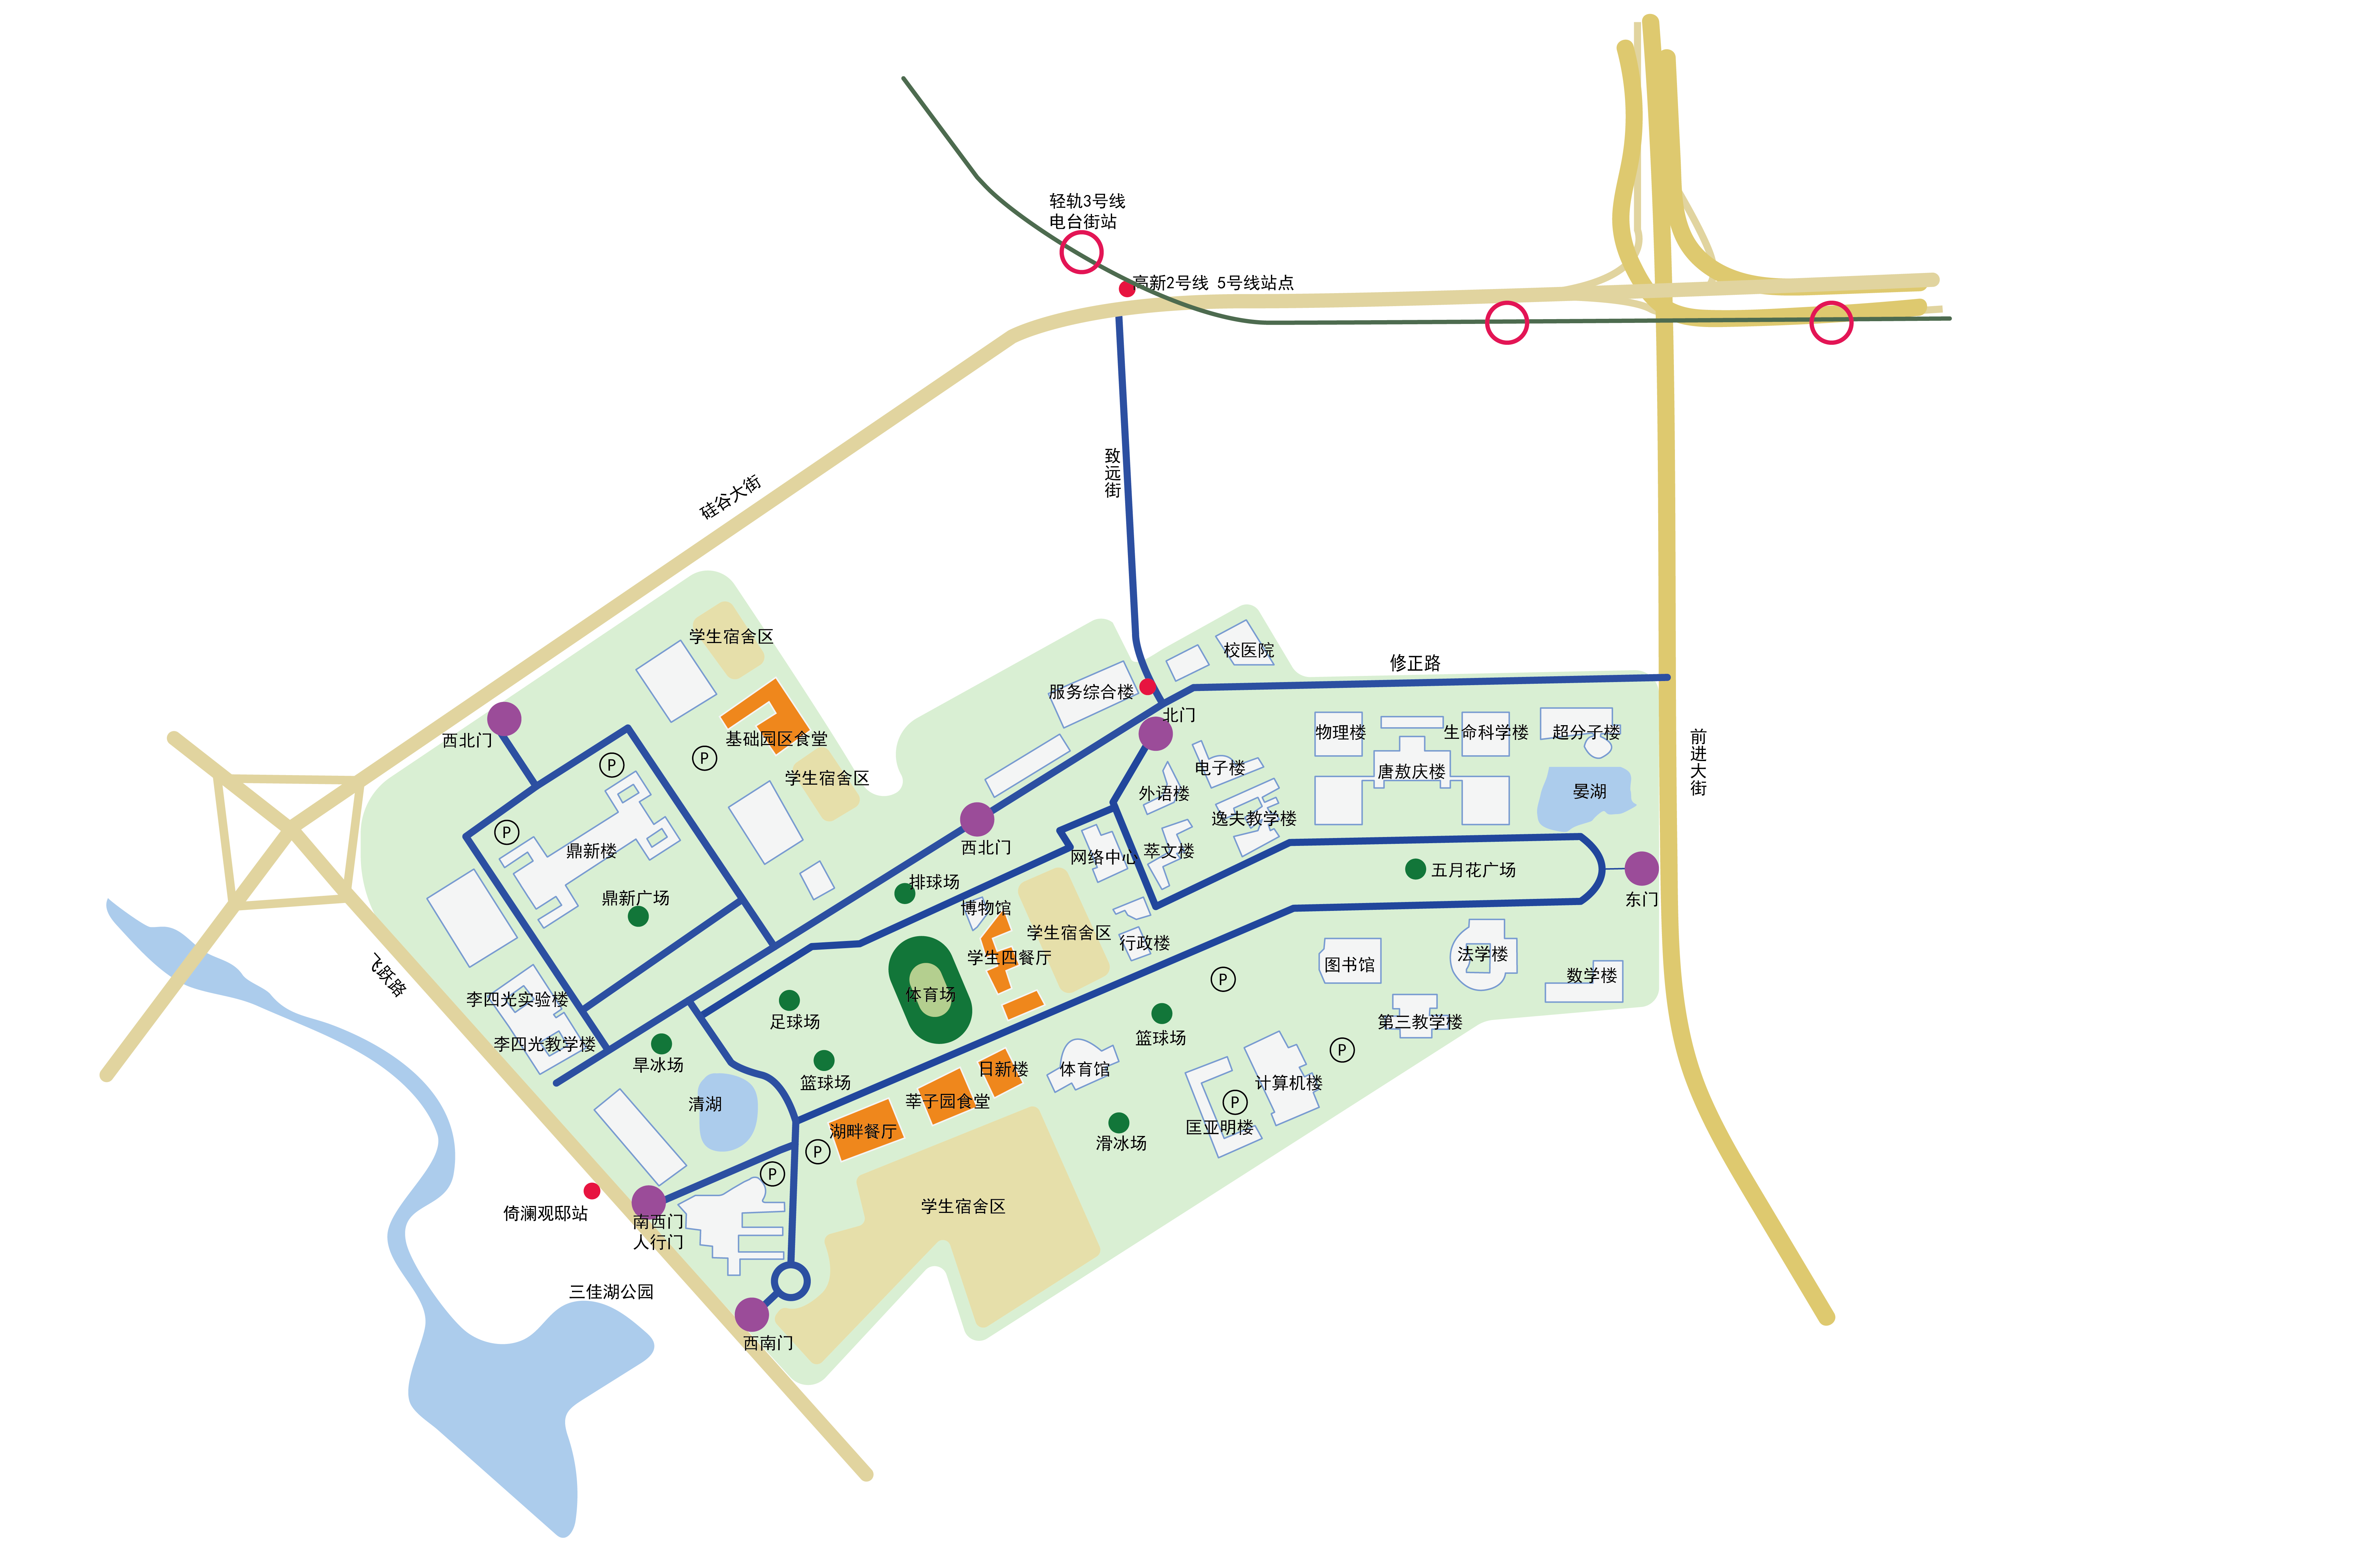 轻轨3号线
电台街站
高新2号线 5号线站点
致远街
硅谷大街
学生宿舍区
校医院
修正路
服务综合楼
北门
西北门
基础园区食堂
P
P
学生宿舍区
物理楼
生命科学楼
超分子楼
前进大街
电子楼
唐敖庆楼
外语楼
晏湖
P
逸夫教学楼
鼎新楼
西北门
网络中心
萃文楼
五月花广场
排球场
东门
鼎新广场
博物馆
学生宿舍区
行政楼
学生四餐厅
图书馆
法学楼
数学楼
飞跃路
P
李四光实验楼
体育场
足球场
第三教学楼
李四光教学楼
篮球场
P
旱冰场
篮球场
日新楼
体育馆
计算机楼
清湖
莘子园食堂
P
湖畔餐厅
匡亚明楼
滑冰场
P
P
倚澜观邸站
学生宿舍区
南西门
人行门
三佳湖公园
西南门